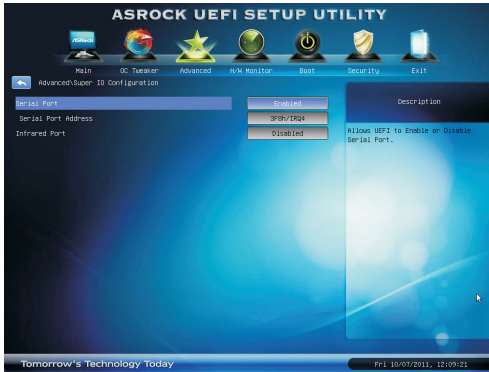 ASROCK UEFI SETUP UTILITY
ASRock
Main OC Tweaker Advanced H/W Monitor Boot Security Exit
Advanced\Super IO Configuration
Serial Port Enabled
Serial Port Address 3F8h/IRQ4
Infrared Port Disabled
Description
Allows UEFI to Enable or Disable
Serial Port.
Tomorrow's Technology Today
Fri 10/07/2011, 12:09:21